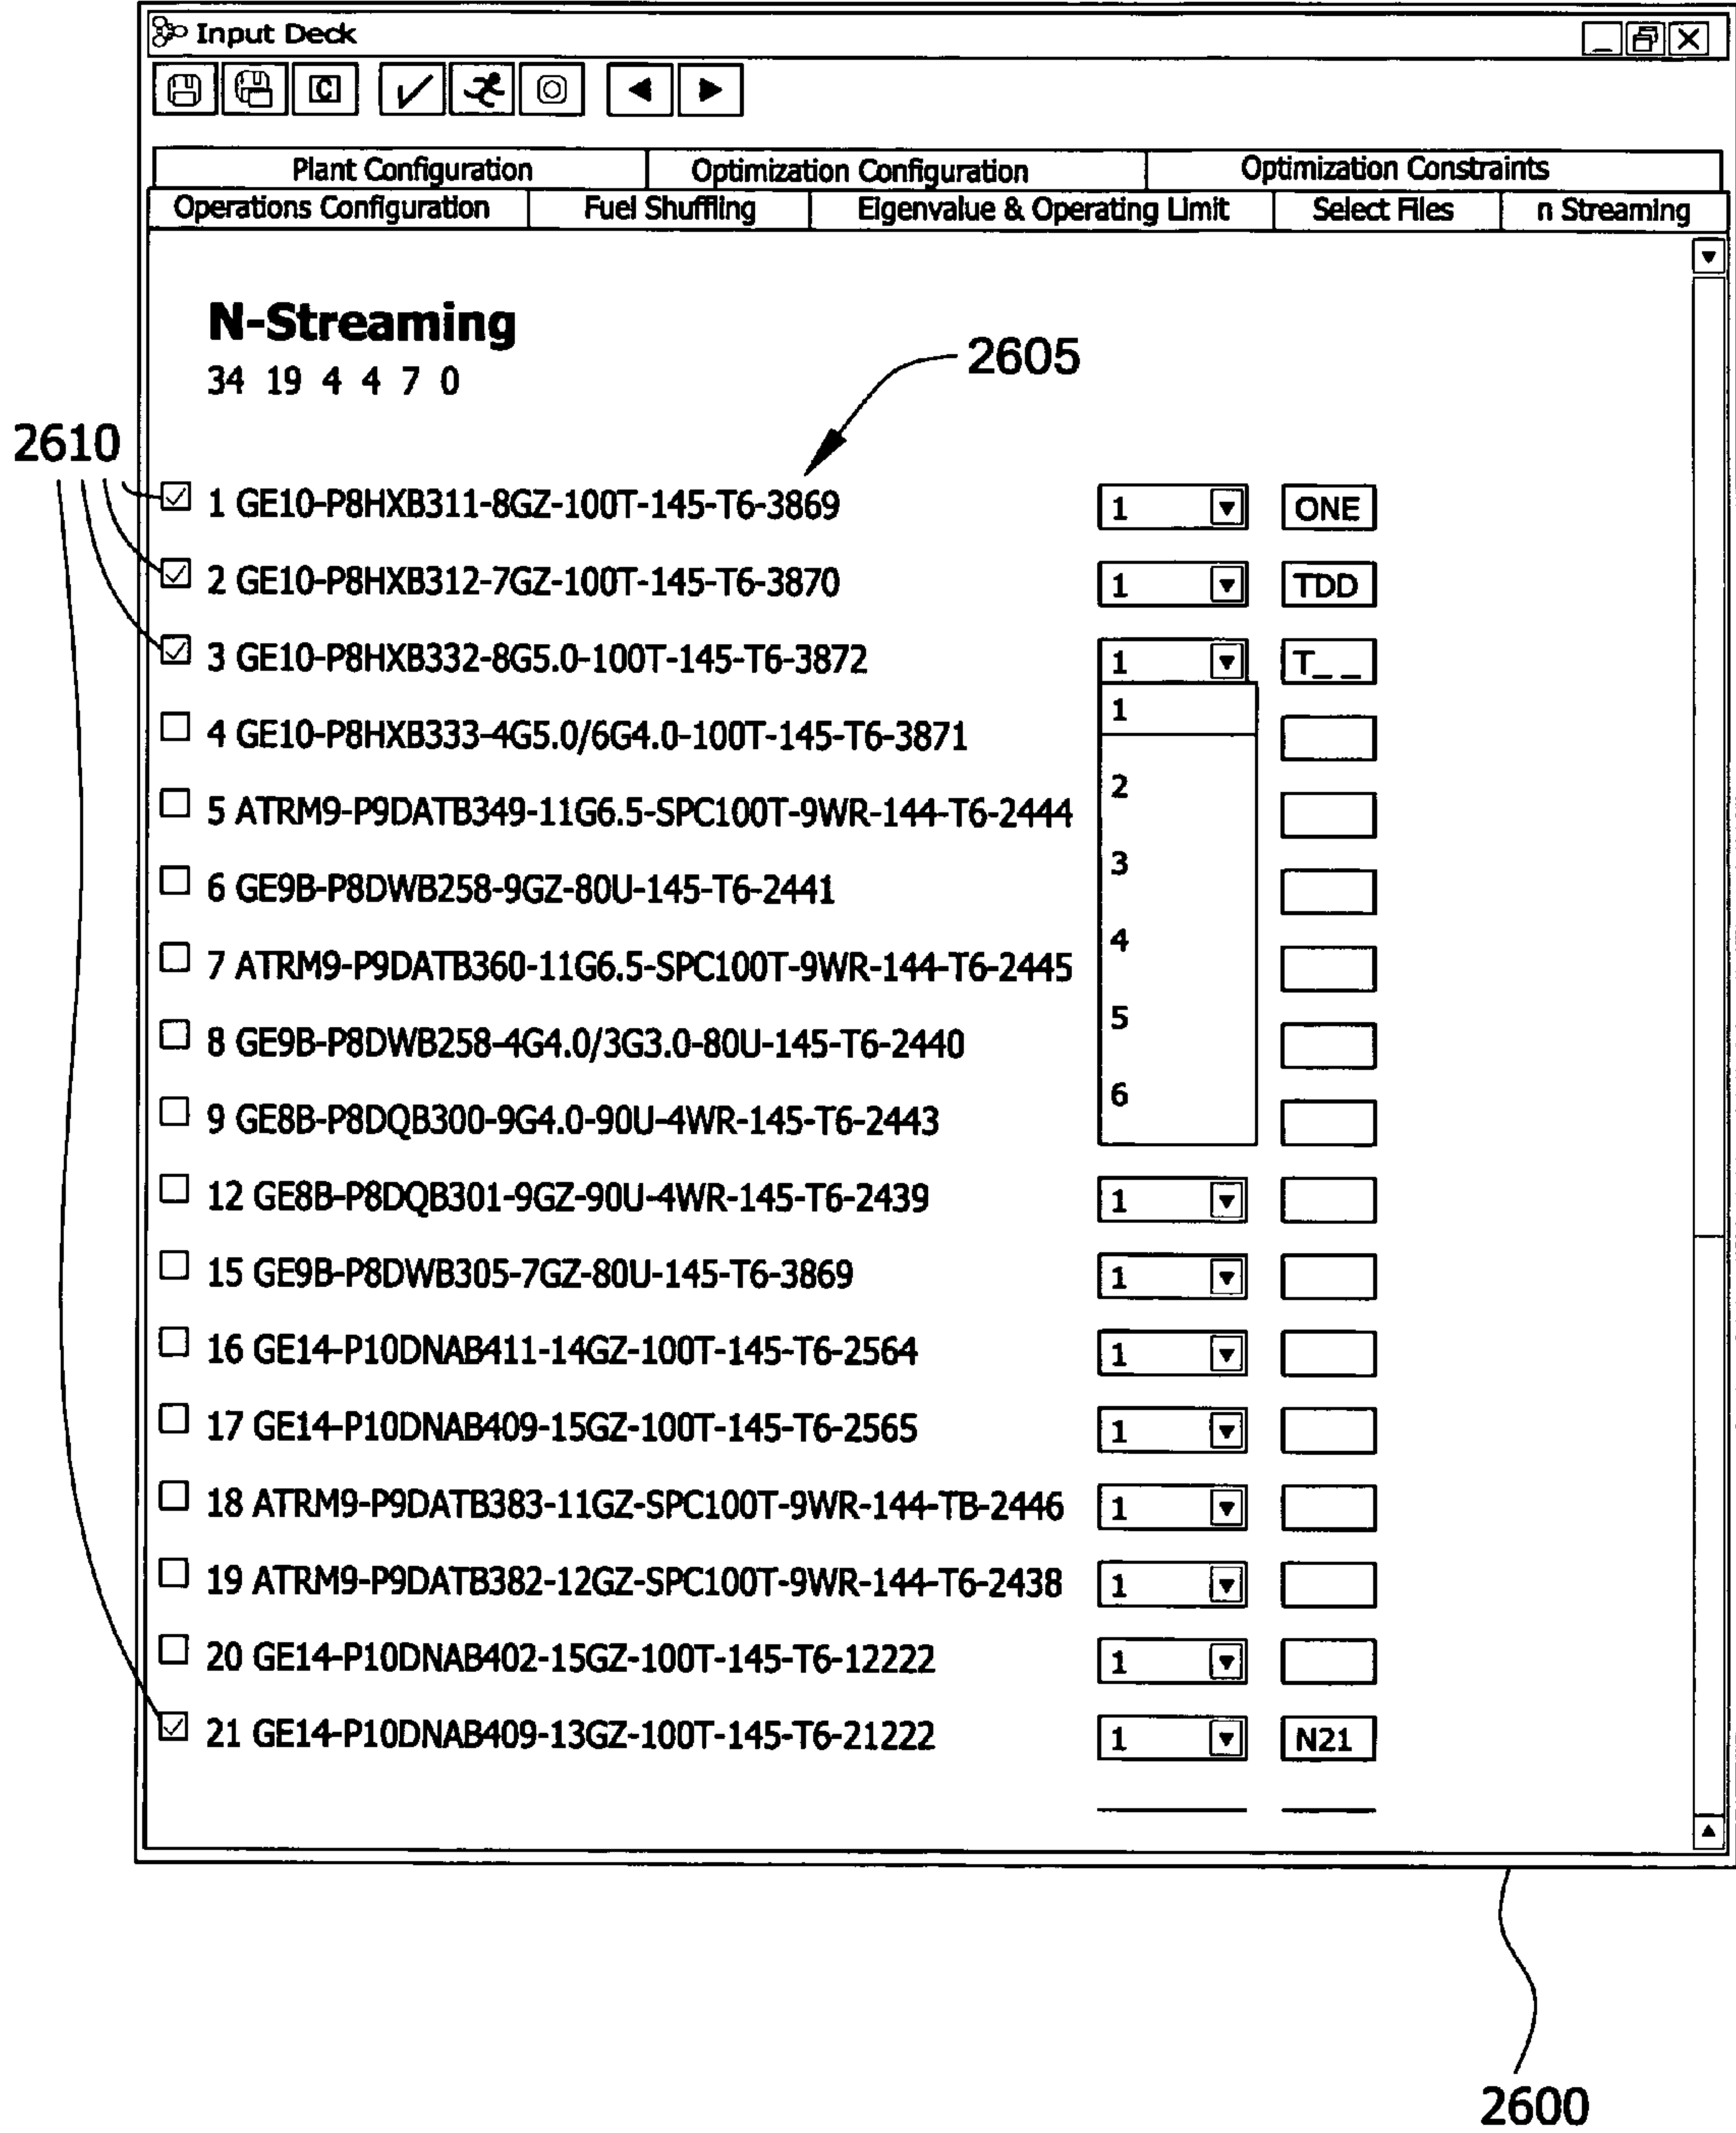 Input Deck
C
Plant Configuration Optimization Configuration Optimization Constraints
Operations Configuration Fuel Shuffling Eigenvalue & Operating Limit Select Files n Streaming
N-Streaming
34 19 4 4 7 0
2605
2610
1 GE10-P8HXB311-8GZ-100T-145-T6-3869 1 ONE
2 GE10-P8HXB312-7GZ-100T-145-T6-3870 1 TDD
3 GE10-P8HXB332-8G5.0-100T-145-T6-3872 1 T_ _
4 GE10-P8HXB333-4G5.0/6G4.0-100T-145-T6-3871 1
5 ATRM9-P9DATB349-11G6.5-SPC100T-9WR-144-T6-2444 2
6 GE9B-P8DWB258-9GZ-80U-145-T6-2441 3
7 ATRM9-P9DATB360-11G6.5-SPC100T-9WR-144-T6-2445 4
8 GE9B-P8DWB258-4G4.0/3G3.0-80U-145-T6-2440 5
9 GE8B-P8DQB300-9G4.0-90U-4WR-145-T6-2443 6
12 GE8B-P8DQB301-9GZ-90U-4WR-145-T6-2439 1
15 GE9B-P8DWB305-7GZ-80U-145-T6-3869 1
16 GE14-P10DNAB411-14GZ-100T-145-T6-2564 1
17 GE14-P10DNAB409-15GZ-100T-145-T6-2565 1
18 ATRM9-P9DATB383-11GZ-SPC100T-9WR-144-TB-2446 1
19 ATRM9-P9DATB382-12GZ-SPC100T-9WR-144-T6-2438 1
20 GE14-P10DNAB402-15GZ-100T-145-T6-12222 1
21 GE14-P10DNAB409-13GZ-100T-145-T6-21222 1 N21
2600